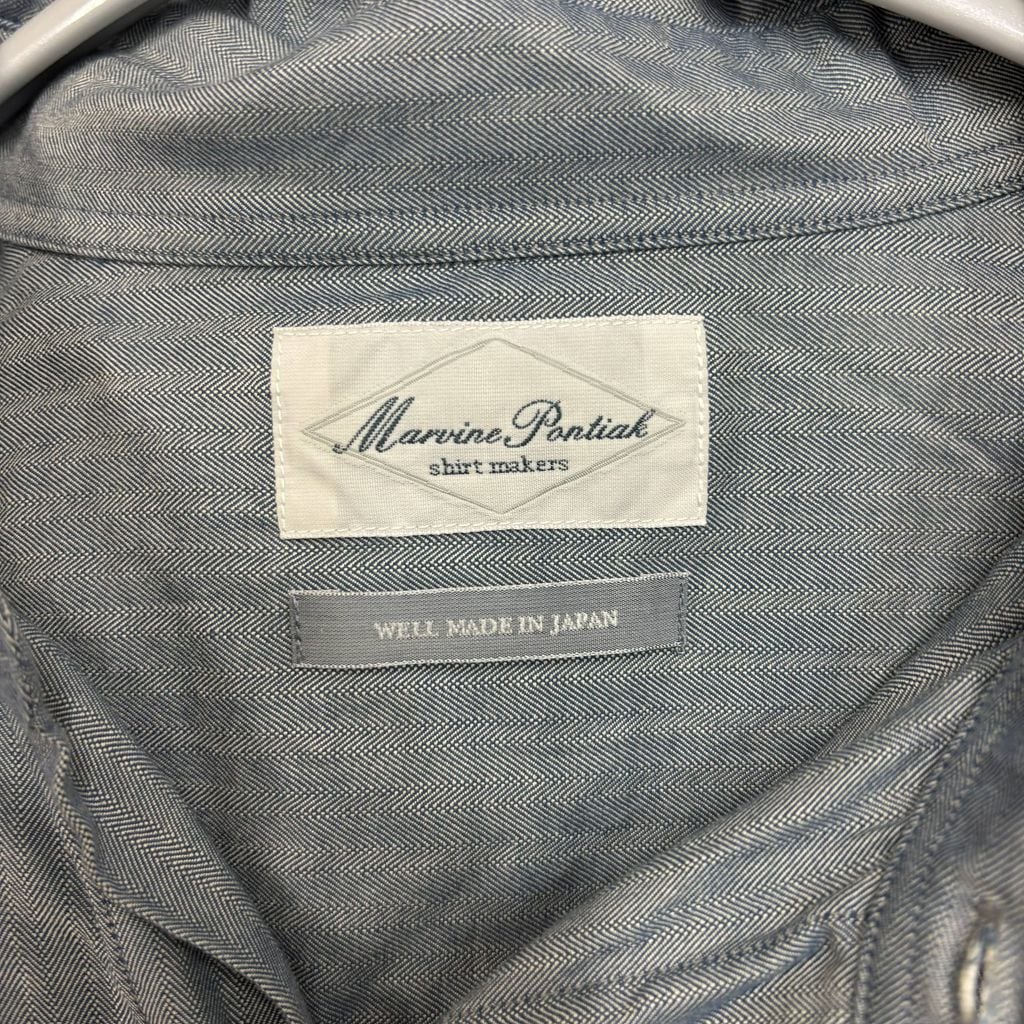 Marvine Pontiak
shirt makers
WELL MADE IN JAPAN